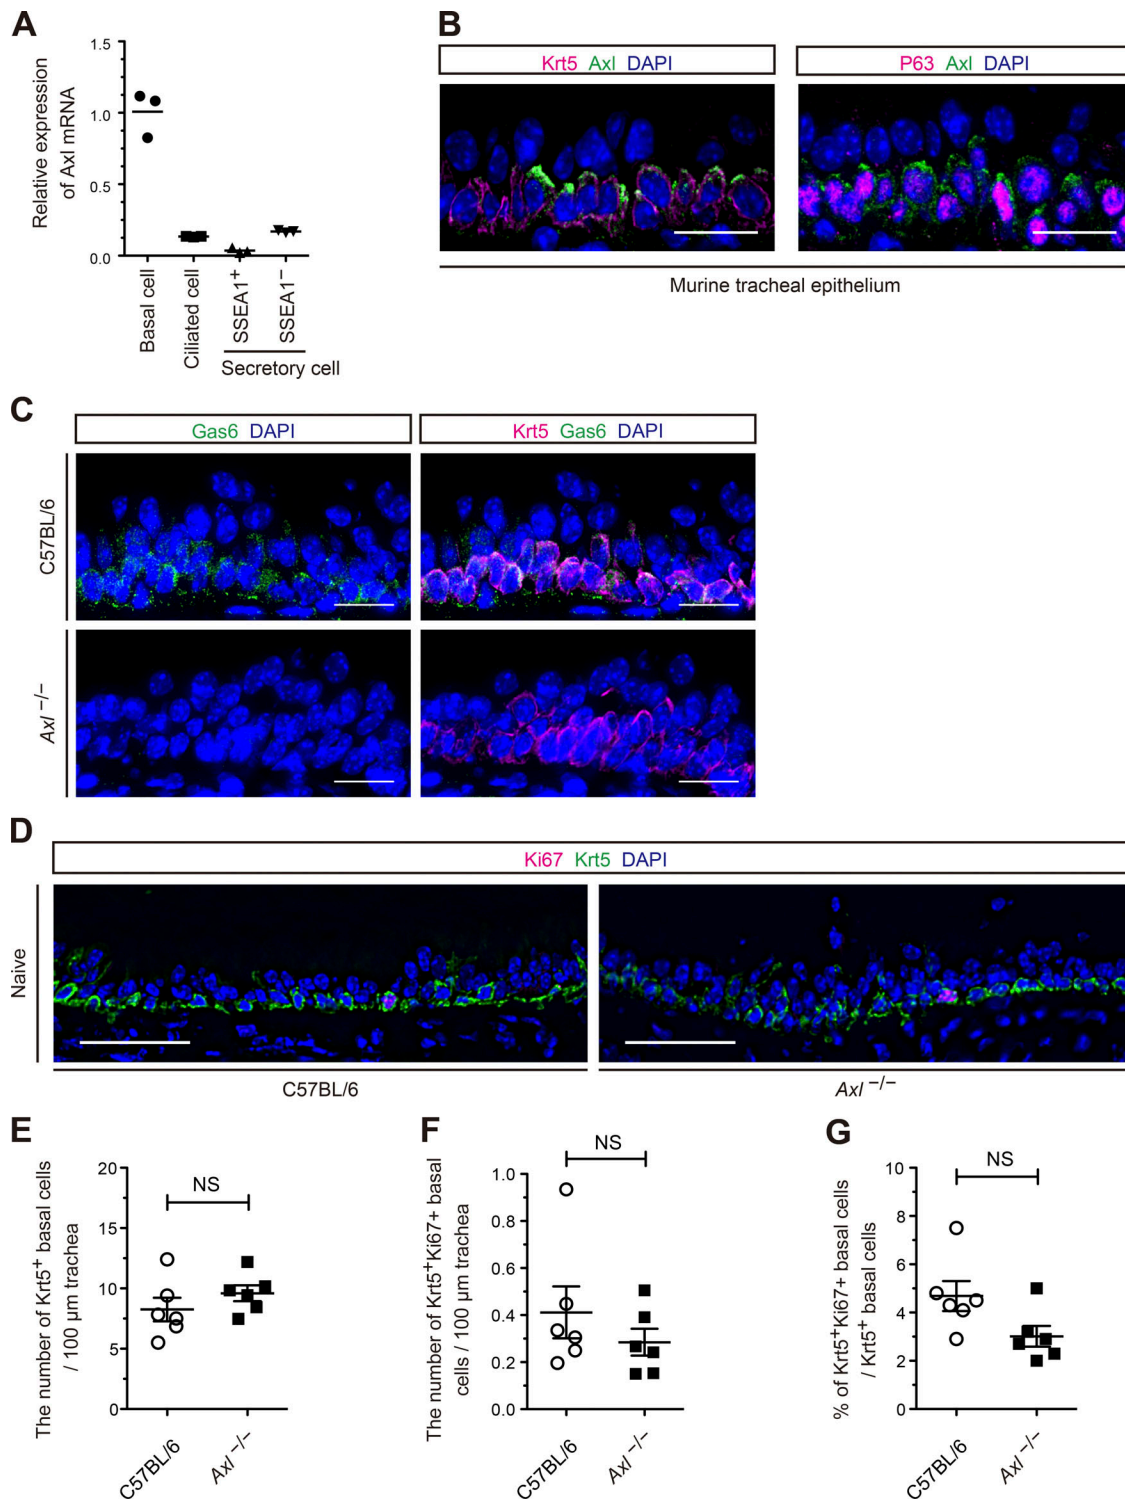 A
Relative expression
of Axl mRNA
1.5
1.0
0.5
0.0
Basal cell
Ciliated cell
SSEA1+
SSEA1−
Secretory cell
B
Krt5 Axl DAPI
P63 Axl DAPI
Murine tracheal epithelium
C
Gas6 DAPI
Krt5 Gas6 DAPI
C57BL/6
Axl −/−
D
Ki67 Krt5 DAPI
Naive
C57BL/6
Axl −/−
E
The number of Krt5+ basal cells
/ 100 µm trachea
20
15
10
5
0
NS
C57BL/6
Axl −/−
F
The number of Krt5+Ki67+ basal
cells / 100 µm trachea
1.0
0.8
0.6
0.4
0.2
0.0
NS
C57BL/6
Axl −/−
G
% of Krt5+Ki67+ basal cells
/ Krt5+ basal cells
10
8
6
4
2
0
NS
C57BL/6
Axl −/−